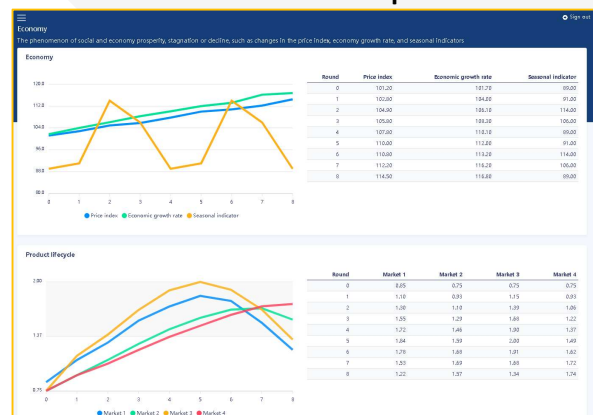 Sign out
Economy
The phenomenon of social and economy prosperity, stagnation or decline, such as changes in the price index, economy growth rate, and seasonal indicators
Economy
120.0
112.0
104.0
96.0
88.0
80.0
0 1 2 3 4 5 6 7 8
Price index Economic growth rate Seasonal indicator
Round Price index Economic growth rate Seasonal indicator
0 101.20 101.70 89.00
1 102.80 104.00 91.00
2 104.90 106.10 114.00
3 105.80 108.30 106.00
4 107.80 110.10 89.00
5 110.00 112.00 91.00
6 110.80 113.20 114.00
7 112.20 116.20 106.00
8 114.50 116.80 89.00
Product lifecycle
2.00
1.37
0.75
0 1 2 3 4 5 6 7 8
Market 1 Market 2 Market 3 Market 4
Round Market 1 Market 2 Market 3 Market 4
0 0.85 0.75 0.75 0.75
1 1.10 0.93 1.15 0.93
2 1.30 1.10 1.39 1.06
3 1.55 1.29 1.68 1.22
4 1.72 1.46 1.90 1.37
5 1.84 1.59 2.00 1.49
6 1.78 1.68 1.91 1.62
7 1.53 1.69 1.68 1.72
8 1.22 1.57 1.34 1.74